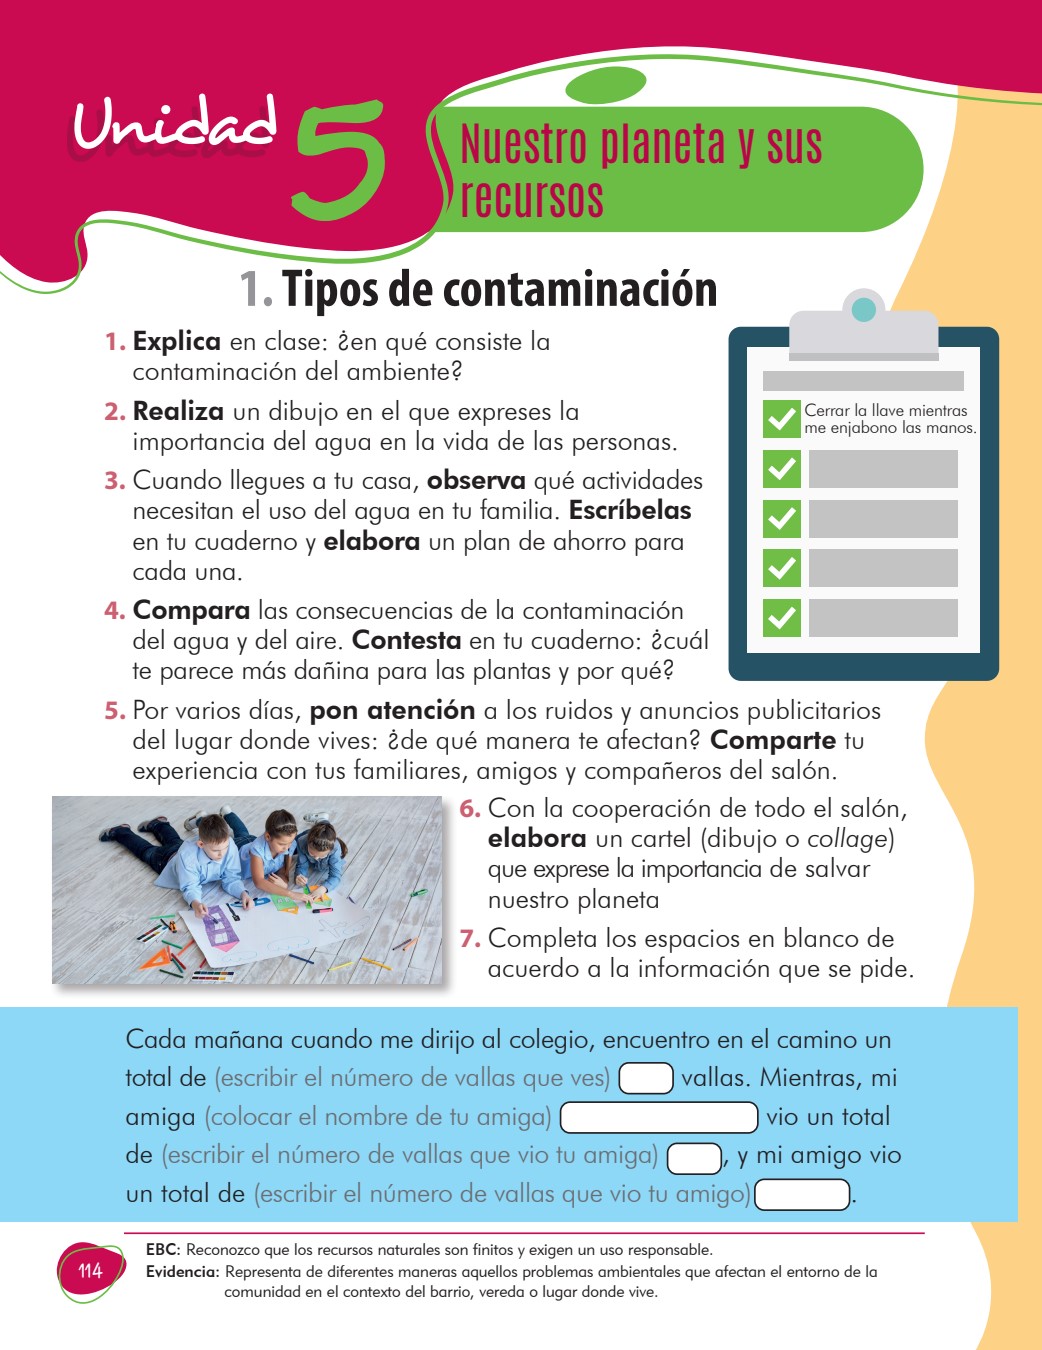 Unidad 5
Nuestro planeta y sus
recursos
1. Tipos de contaminación
1. Explica en clase: ¿en qué consiste la
contaminación del ambiente?
2. Realiza un dibujo en el que expreses la
importancia del agua en la vida de las personas.
3. Cuando llegues a tu casa, observa qué actividades
necesitan el uso del agua en tu familia. Escríbelas
en tu cuaderno y elabora un plan de ahorro para
cada una.
4. Compara las consecuencias de la contaminación
del agua y del aire. Contesta en tu cuaderno: ¿cuál
te parece más dañina para las plantas y por qué?
Cerrar la llave mientras
me enjabono las manos.
5. Por varios días, pon atención a los ruidos y anuncios publicitarios
del lugar donde vives: ¿de qué manera te afectan? Comparte tu
experiencia con tus familiares, amigos y compañeros del salón.
6. Con la cooperación de todo el salón,
elabora un cartel (dibujo o collage)
que exprese la importancia de salvar
nuestro planeta
7. Completa los espacios en blanco de
acuerdo a la información que se pide.
Cada mañana cuando me dirijo al colegio, encuentro en el camino un
total de (escribir el número de vallas que ves) vallas. Mientras, mi
amiga (colocar el nombre de tu amiga) vio un total
de (escribir el número de vallas que vio tu amiga) , y mi amigo vio
un total de (escribir el número de vallas que vio tu amigo) .
EBC: Reconozco que los recursos naturales son finitos y exigen un uso responsable.
Evidencia: Representa de diferentes maneras aquellos problemas ambientales que afectan el entorno de la
comunidad en el contexto del barrio, vereda o lugar donde vive.
114